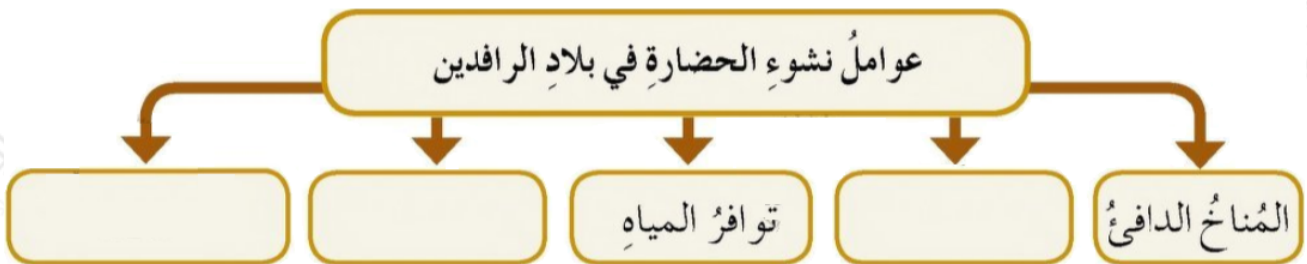 عواملُ نشوءِ الحضارةِ في بلادِ الرافدين
المُناخُ الدافئُ
توافرُ المياهِ